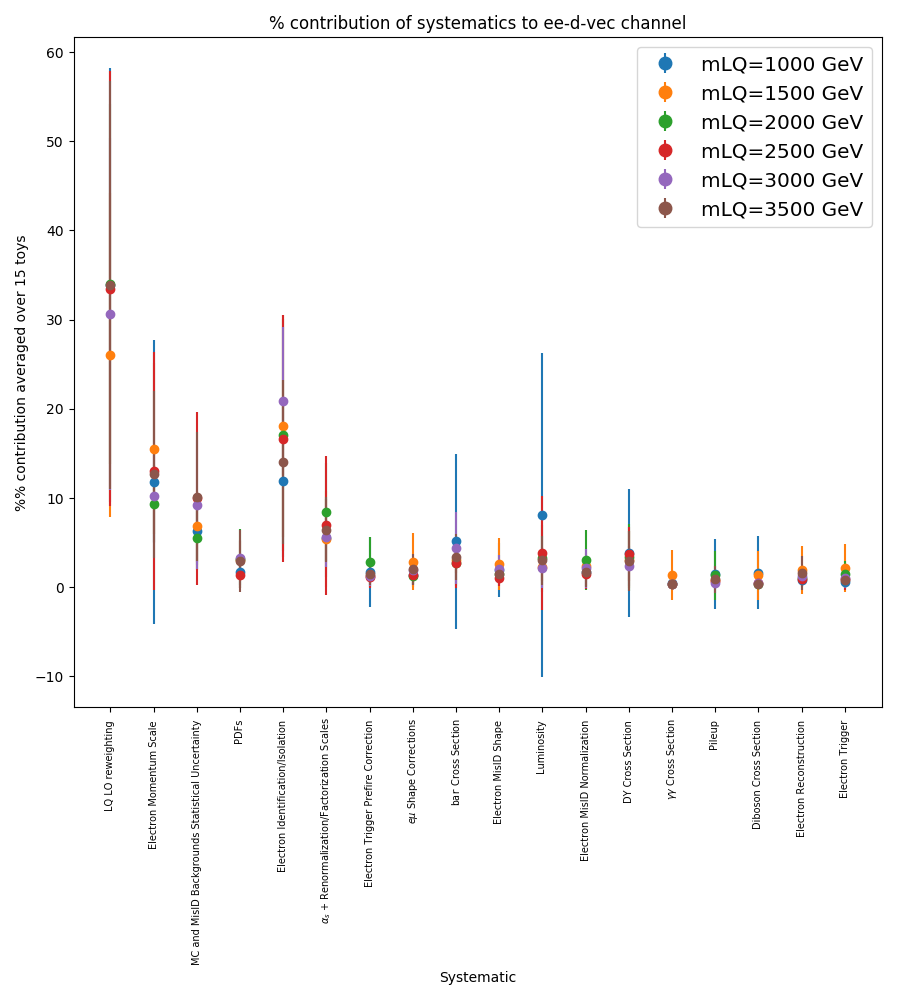 % contribution of systematics to ee-d-vec channel
60
50
40
30
20
10
0
−10
%% contribution averaged over 15 toys
mLQ=1000 GeV
mLQ=1500 GeV
mLQ=2000 GeV
mLQ=2500 GeV
mLQ=3000 GeV
mLQ=3500 GeV
LQ LO reweighting
Electron Momentum Scale
MC and MisID Backgrounds Statistical Uncertainty
PDFs
Electron Identification/Isolation
αs + Renormalization/Factorization Scales
Electron Trigger Prefire Correction
eμ Shape Corrections
bar Cross Section
Electron MisID Shape
Luminosity
Electron MisID Normalization
DY Cross Section
γγ Cross Section
Pileup
Diboson Cross Section
Electron Reconstruction
Electron Trigger
Systematic